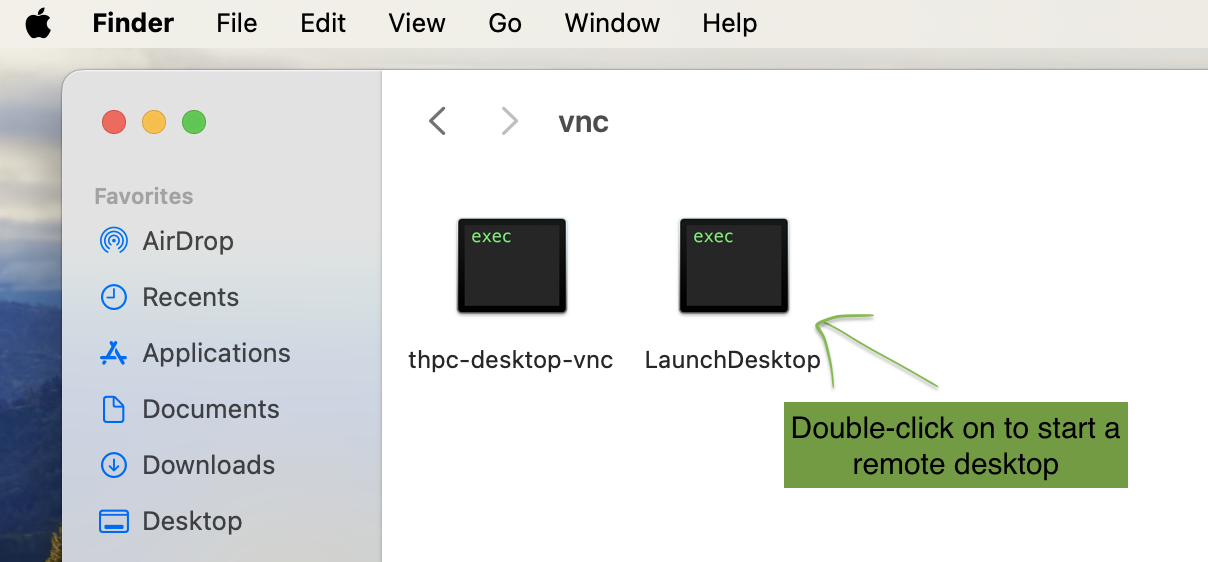 Finder File Edit View Go Window Help
vnc
Favorites
AirDrop
Recents
Applications
Documents
Downloads
Desktop
exec exec
thpc-desktop-vnc LaunchDesktop
Double-click on to start a
remote desktop